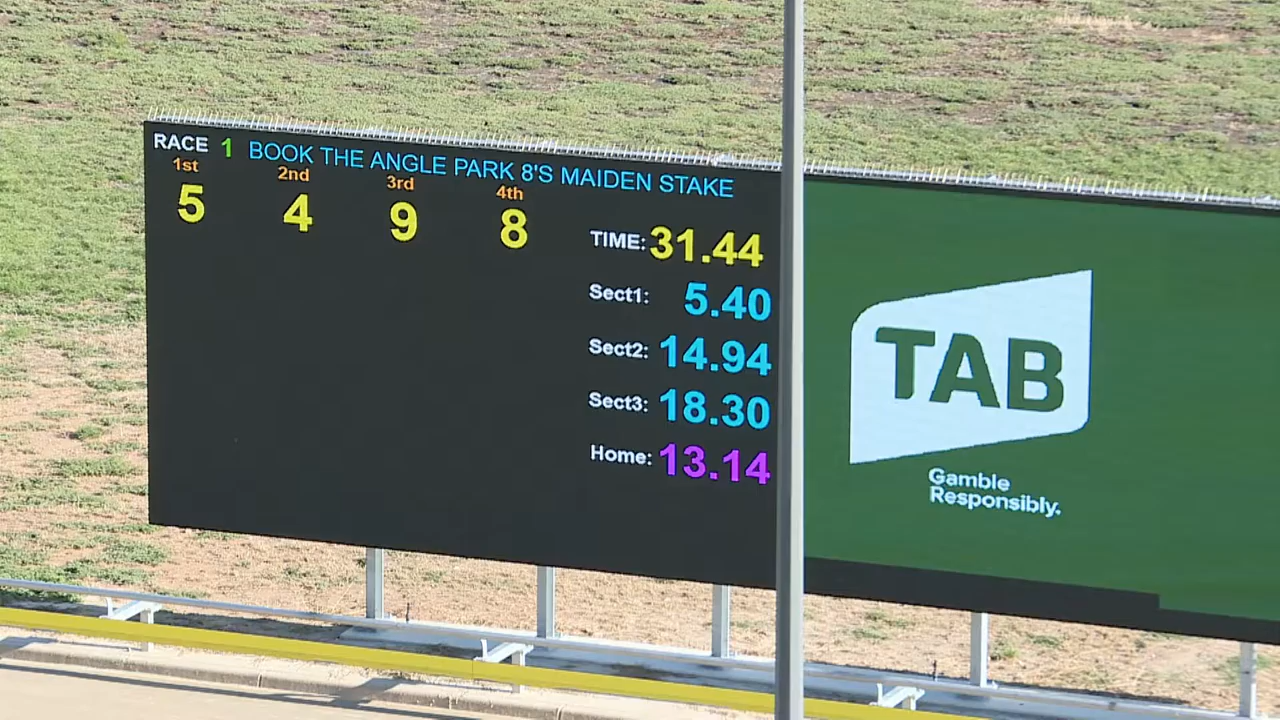 RACE 1 BOOK THE ANGLE PARK 8'S MAIDEN STAKE
1st 2nd 3rd 4th
5 4 9 8
TIME: 31.44
Sect1: 5.40
Sect2: 14.94
Sect3: 18.30
Home: 13.14
TAB
Gamble
Responsibly.